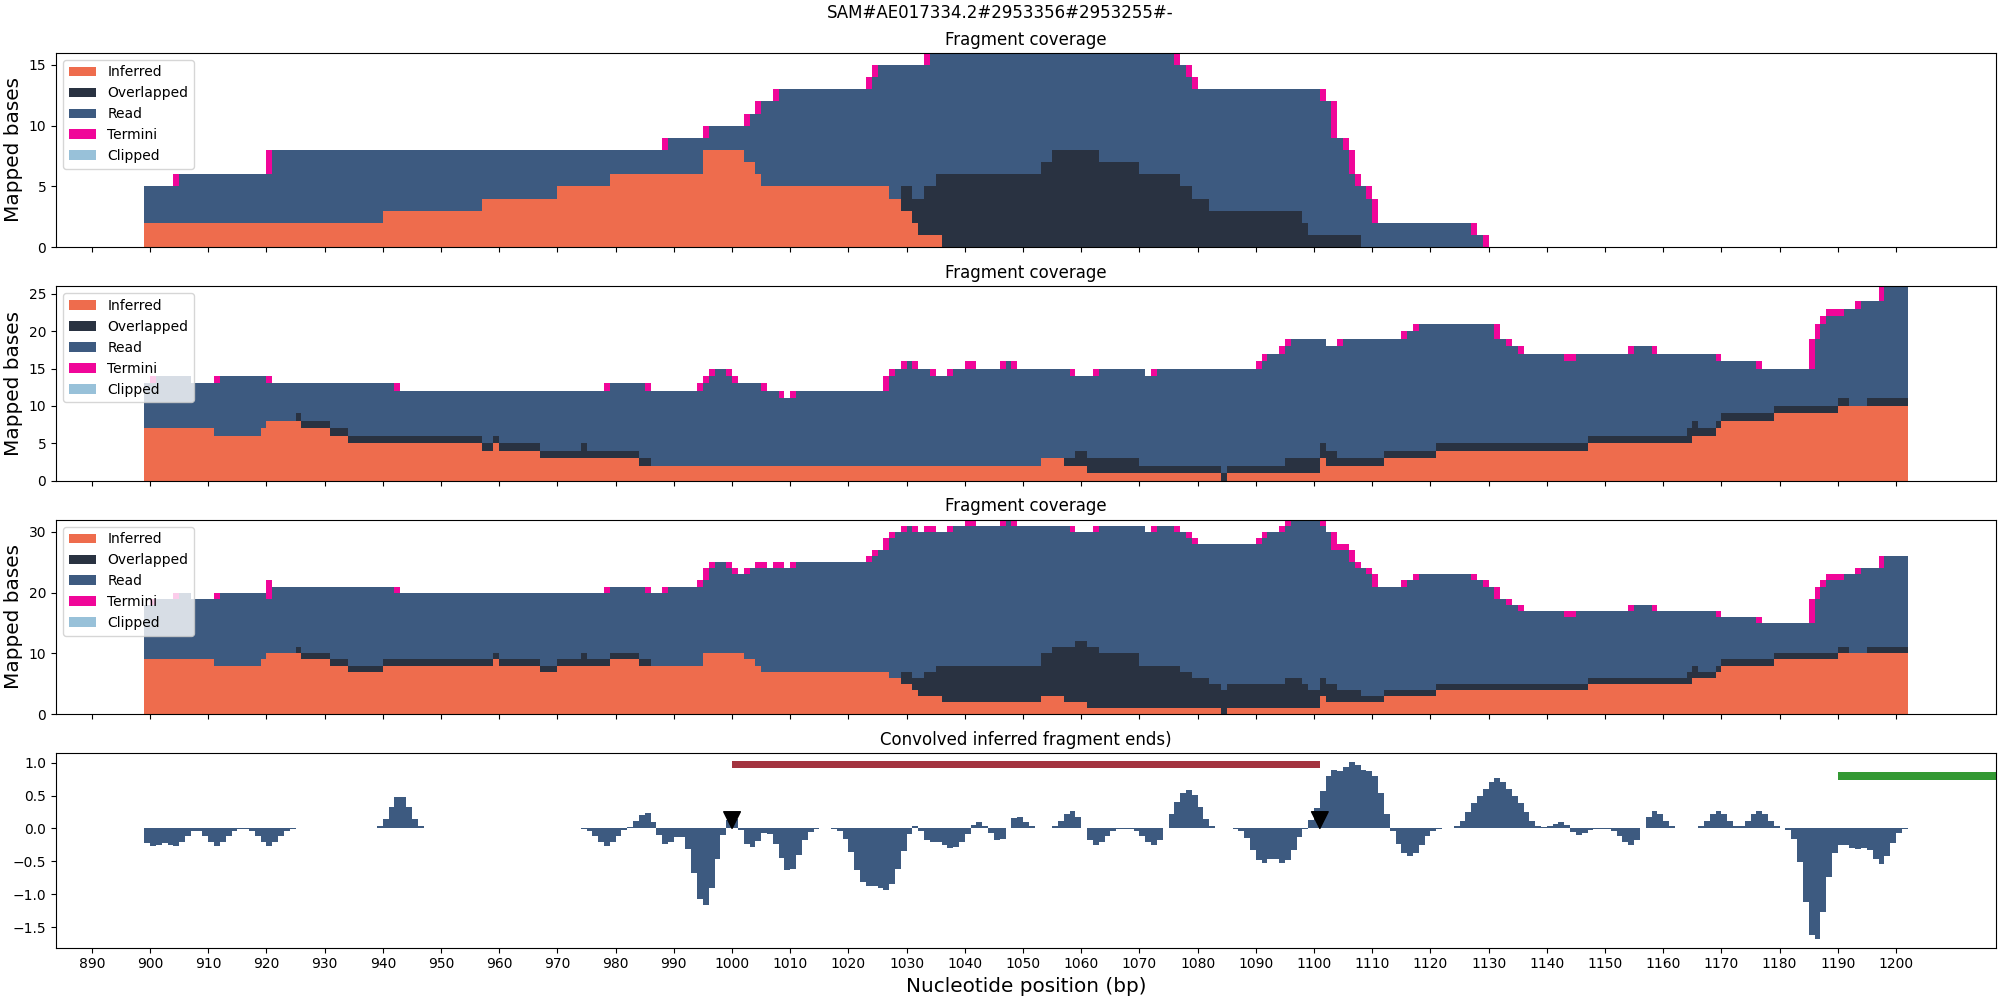 SAM#AE017334.2#2953356#2953255#-
Fragment coverage
Mapped bases
15
10
5
0
Inferred
Overlapped
Read
Termini
Clipped
Fragment coverage
Mapped bases
25
20
15
10
5
0
Inferred
Overlapped
Read
Termini
Clipped
Fragment coverage
Mapped bases
30
20
10
0
Inferred
Overlapped
Read
Termini
Clipped
Convolved inferred fragment ends)
1.0
0.5
0.0
−0.5
−1.0
−1.5
890 900 910 920 930 940 950 960 970 980 990 1000 1010 1020 1030 1040 1050 1060 1070 1080 1090 1100 1110 1120 1130 1140 1150 1160 1170 1180 1190 1200
Nucleotide position (bp)